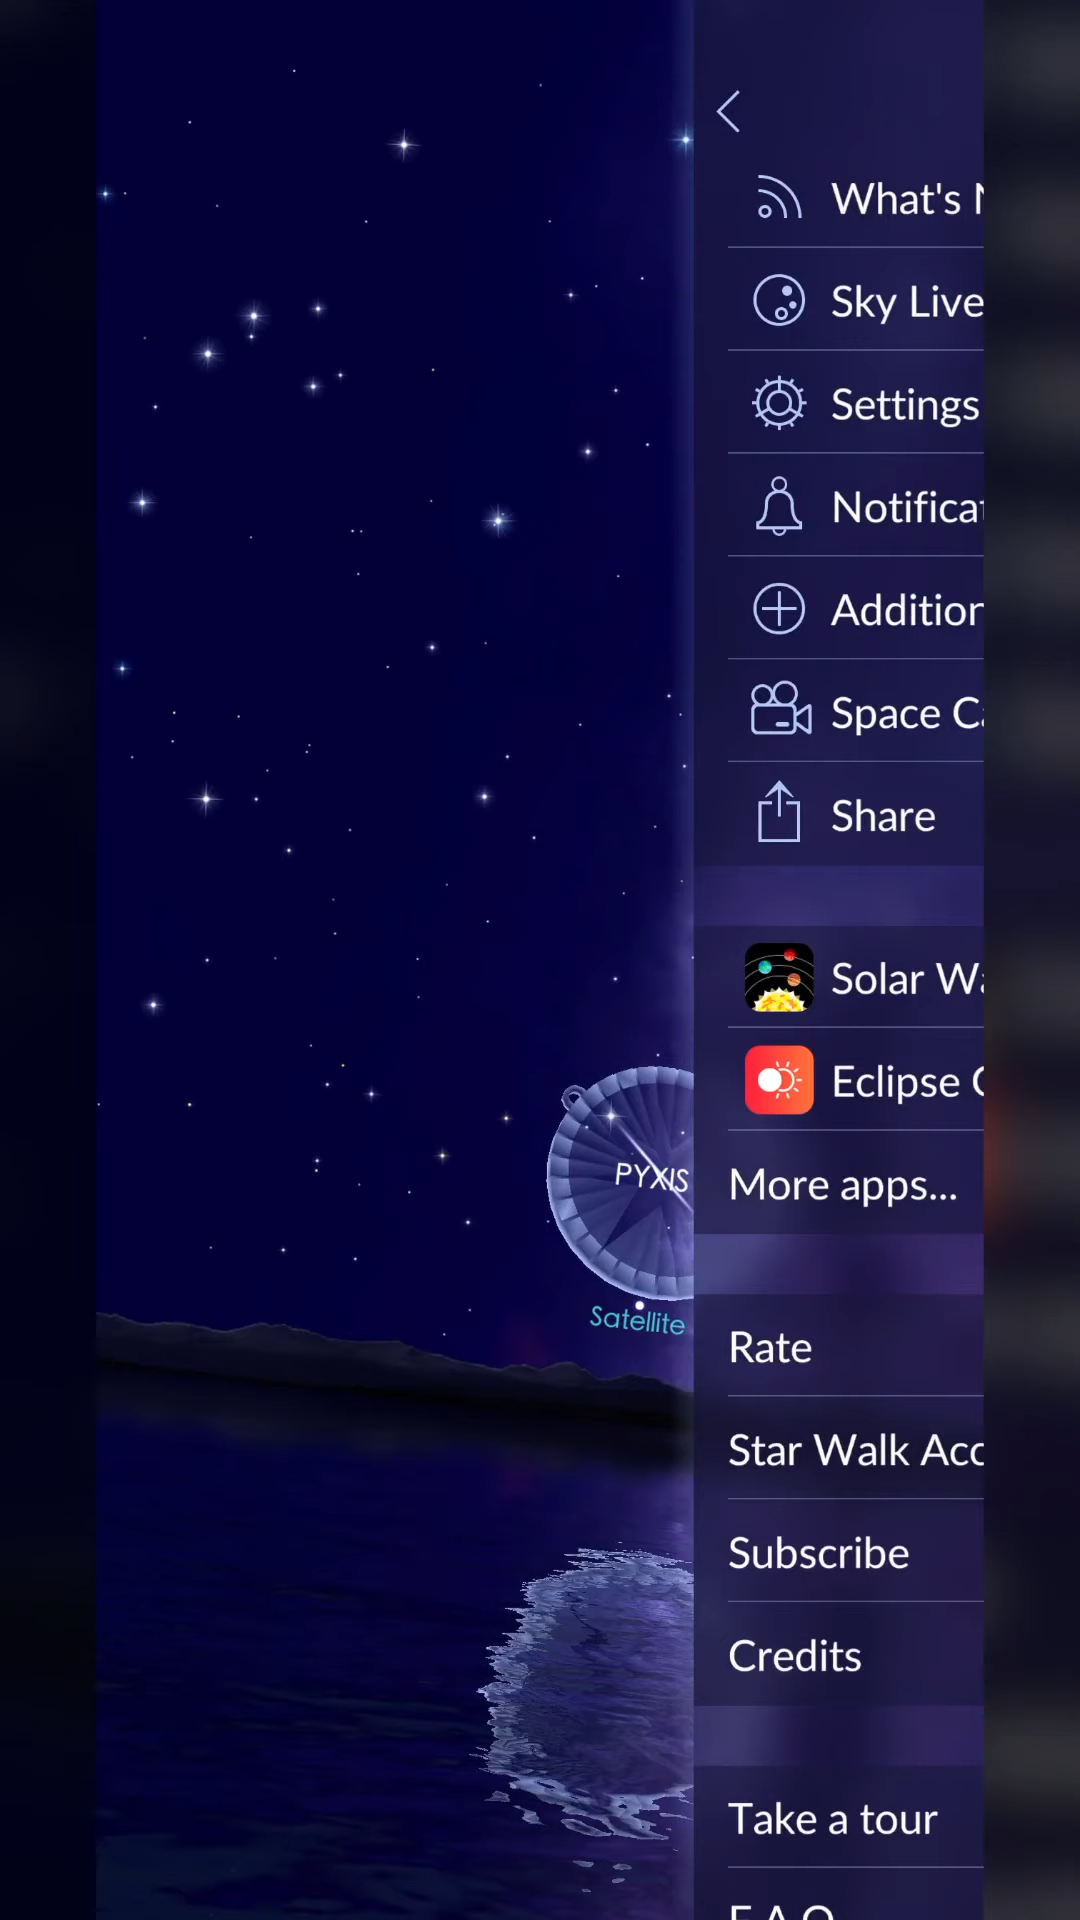 What's
Sky Live
Settings
Notifica
Addition
Space
Share
Solar
Eclipse
More apps...
PYXIS
Satellite
Rate
Star Walk Acc
Subscribe
Credits
Take a tour
F.A.Q